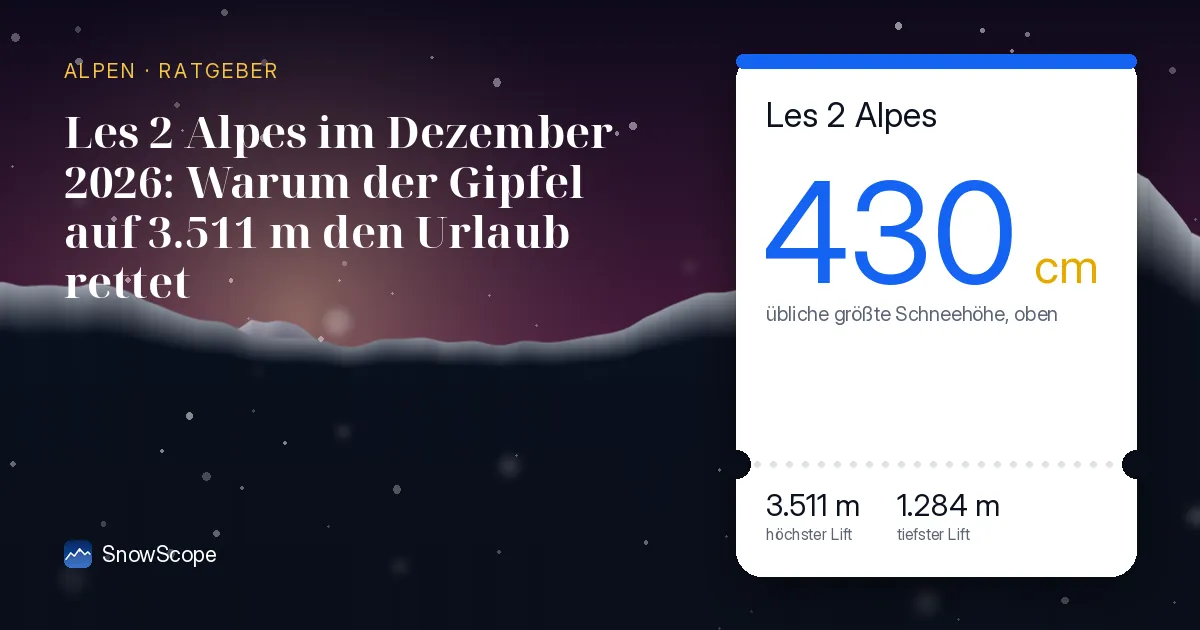 ALPEN · RATGEBER
Les 2 Alpes im Dezember
2026: Warum der Gipfel
auf 3.511 m den Urlaub
rettet
SnowScope
Les 2 Alpes
430 cm
übliche größte Schneehöhe, oben
3.511 m 1.284 m
höchster Lift tiefster Lift